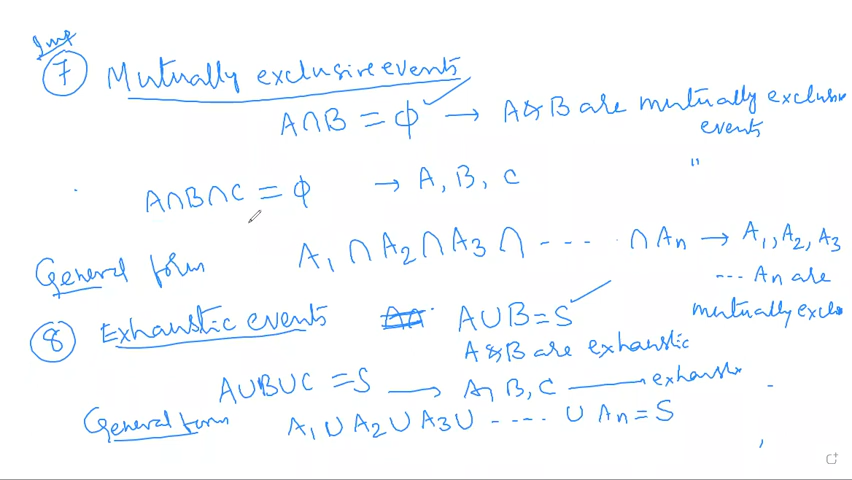 Imp
7 Mutually exclusive events
A∩B = ϕ → A & B are mutually exclusive
events
A∩B∩C = ϕ → A, B, C "
General form A₁ ∩ A₂ ∩ A₃ ∩ --- ∩ An → A₁, A₂, A₃
--- An are
mutually exclu
8 Exhaustic events A∪B = S
A & B are exhaustic
A∪B∪C = S → A, B, C → exhaustic
General form A₁ ∪ A₂ ∪ A₃ ∪ ---- ∪ An = S